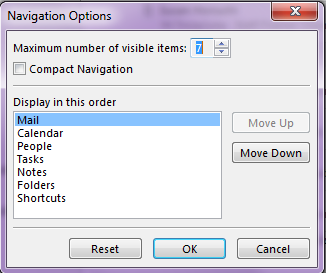 Navigation Options
Maximum number of visible items: 7
Compact Navigation
Display in this order
Mail
Calendar
People
Tasks
Notes
Folders
Shortcuts
Move Up
Move Down
Reset OK Cancel